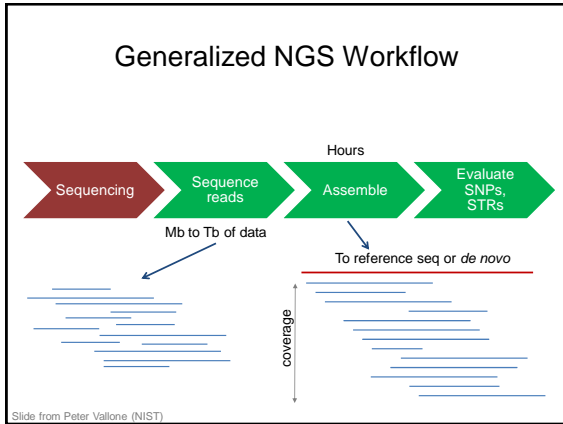 Generalized NGS Workflow
Hours
Sequencing
Sequence
reads
Assemble
Evaluate
SNPs,
STRs
Mb to Tb of data
To reference seq or de novo
coverage
Slide from Peter Vallone (NIST)